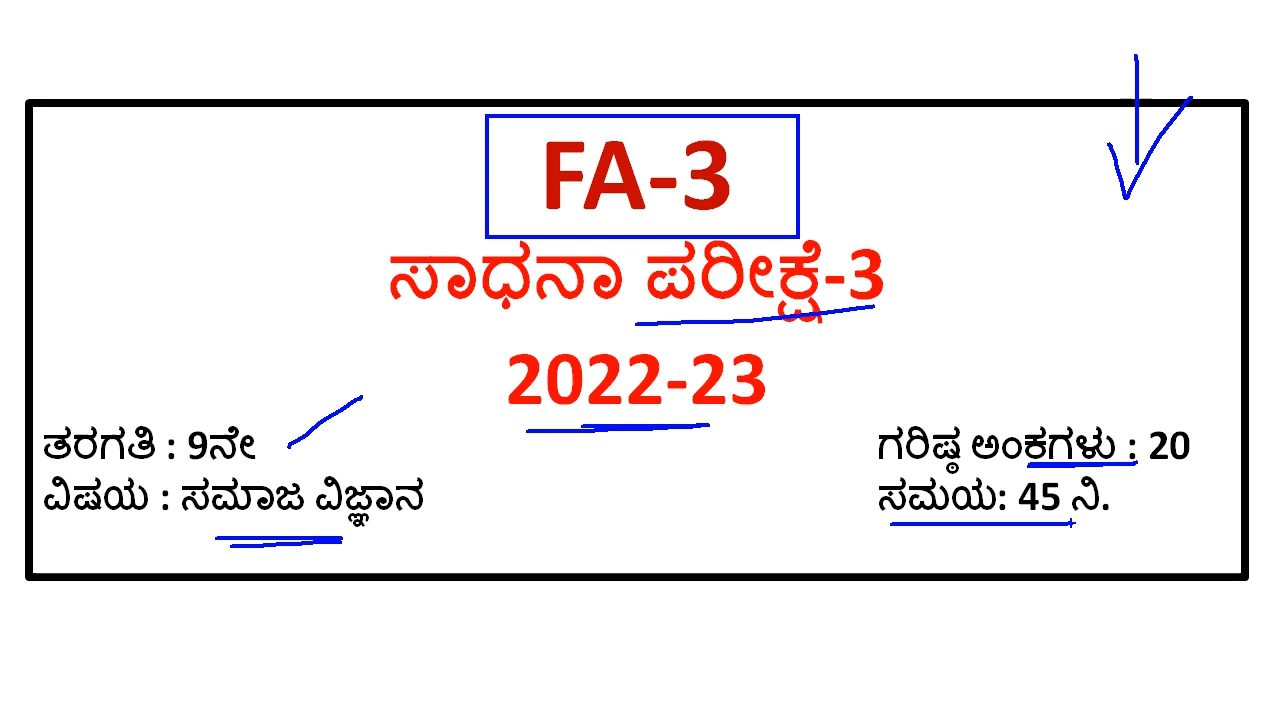 FA-3
ಸಾಧನಾ ಪರೀಕ್ಷೆ-3
2022-23
ತರಗತಿ : 9ನೇ
ಗರಿಷ್ಠ ಅಂಕಗಳು : 20
ವಿಷಯ : ಸಮಾಜ ವಿಜ್ಞಾನ
ಸಮಯ: 45 ನಿ.